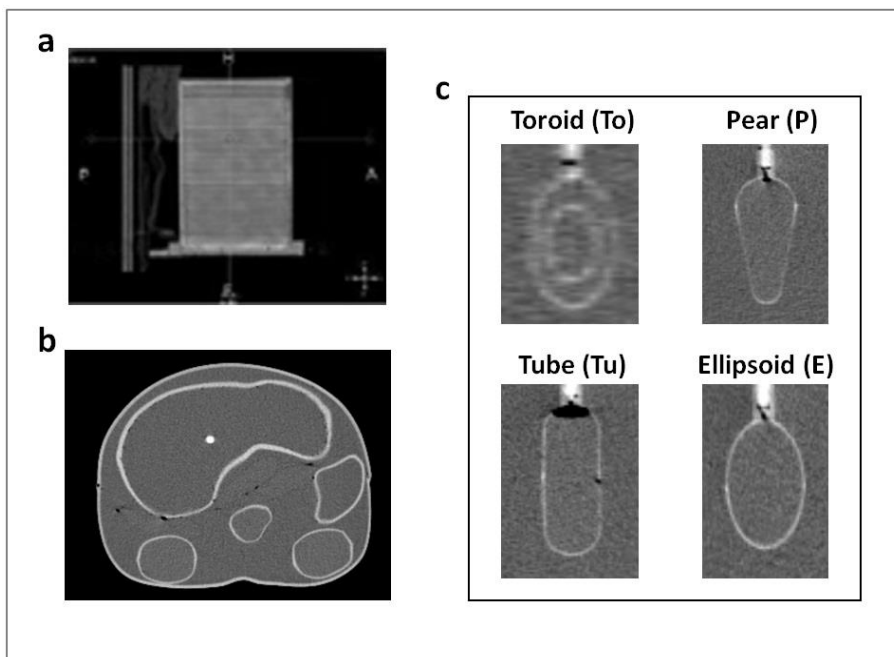 a
H
P
A
b
c
Toroid (To)
Pear (P)
Tube (Tu)
Ellipsoid (E)